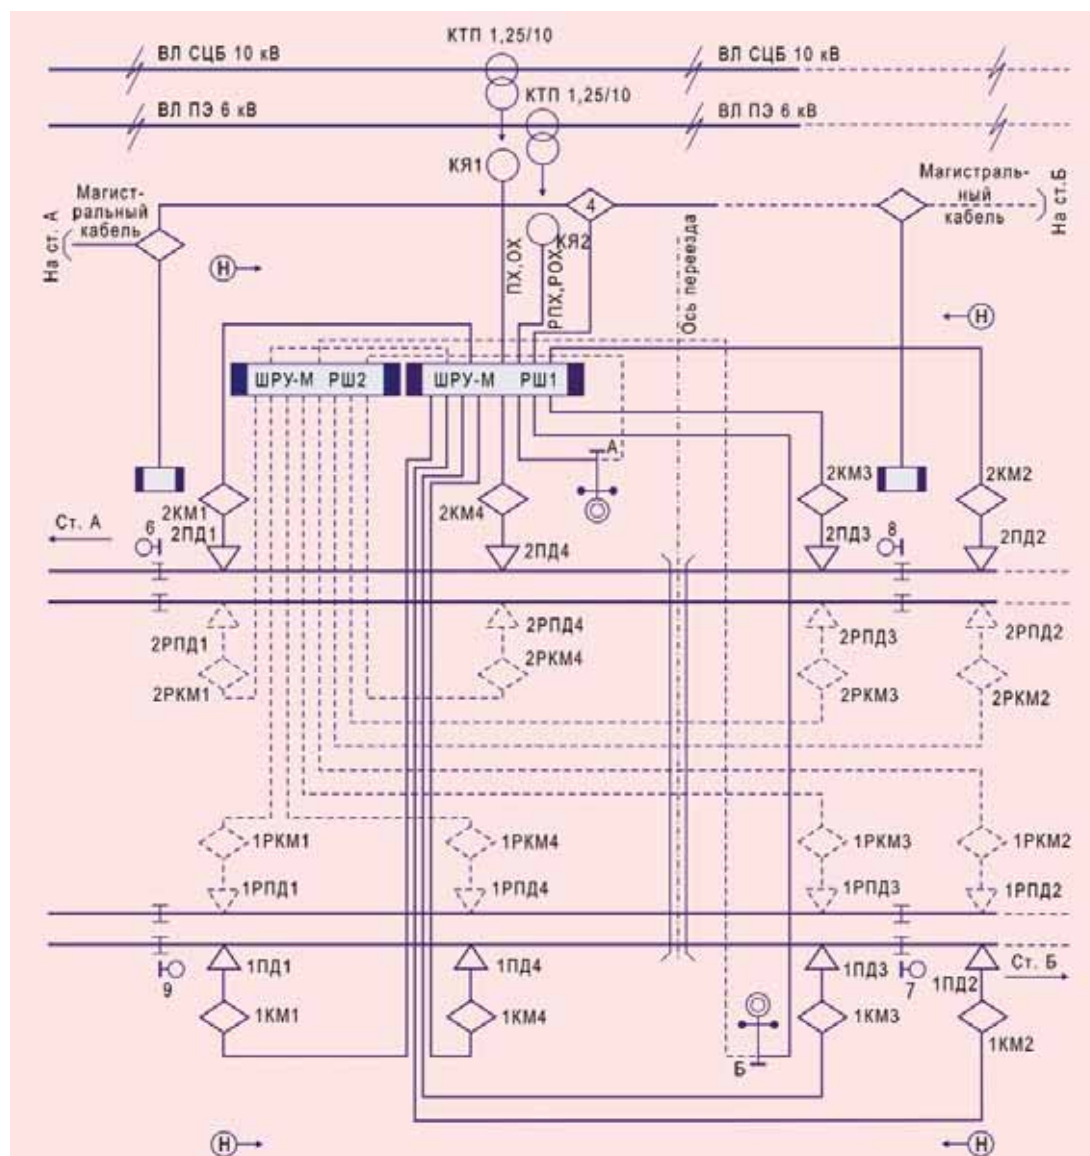 КТП 1,25/10
ВЛ СЦБ 10 кВ
ВЛ СЦБ 10 кВ
КТП 1,25/10
ВЛ ПЭ 6 кВ
ВЛ ПЭ 6 кВ
КЯ1
Магист-
ральный
кабель
На ст. А
4
Магистраль-
ный
кабель
На ст.Б
КЯ2
ПХ,ОХ
РПХ,РОХ
Ось переезда
Н
Н
ШРУ-М РШ2
ШРУ-М РШ1
А
2КМ1
2КМ4
2КМ3
2КМ2
Ст. А
6
2ПД1
2ПД4
2ПД3
8
2ПД2
2РПД1
2РПД4
2РПД3
2РПД2
2РКМ1
2РКМ4
2РКМ3
2РКМ2
1РКМ1
1РКМ4
1РКМ3
1РКМ2
1РПД1
1РПД4
1РПД3
1РПД2
9
1ПД1
1ПД4
1ПД3
7
1ПД2
Ст. Б
1КМ1
1КМ4
1КМ3
1КМ2
Б
Н
Н